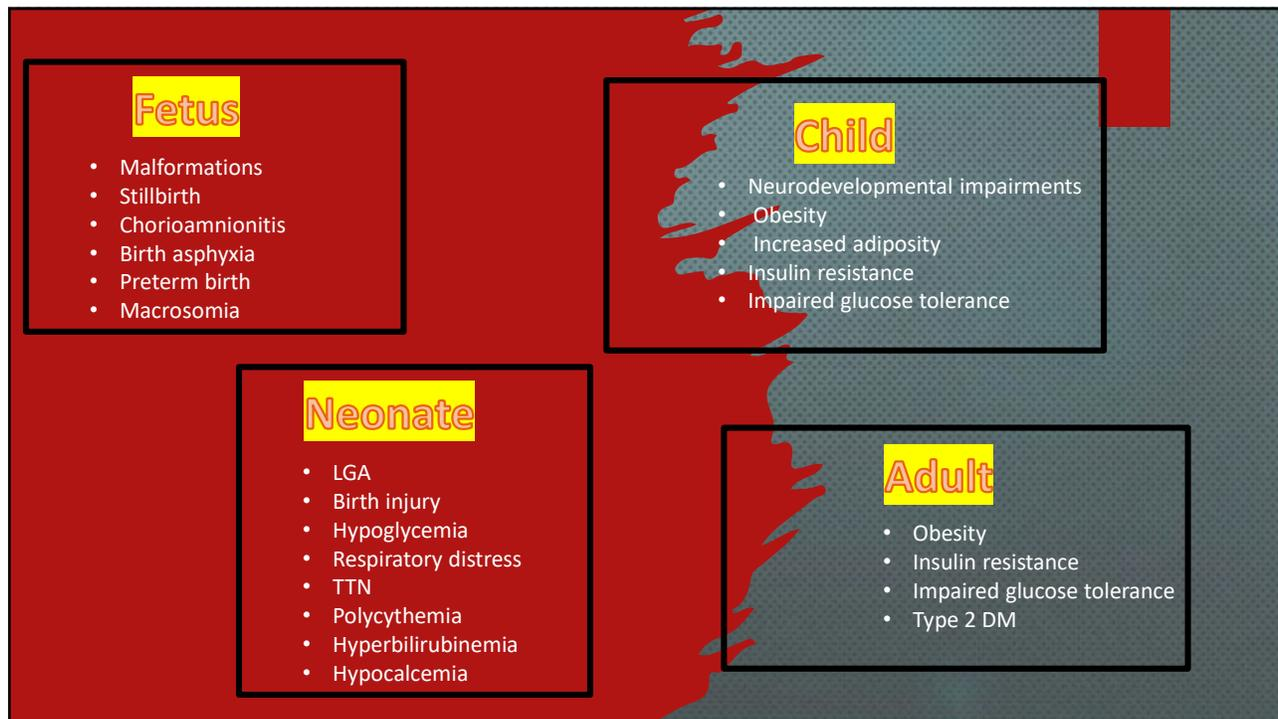 Fetus
• Malformations
• Stillbirth
• Chorioamnionitis
• Birth asphyxia
• Preterm birth
• Macrosomia
Child
• Neurodevelopmental impairments
• Obesity
• Increased adiposity
• Insulin resistance
• Impaired glucose tolerance
Neonate
• LGA
• Birth injury
• Hypoglycemia
• Respiratory distress
• TTN
• Polycythemia
• Hyperbilirubinemia
• Hypocalcemia
Adult
• Obesity
• Insulin resistance
• Impaired glucose tolerance
• Type 2 DM